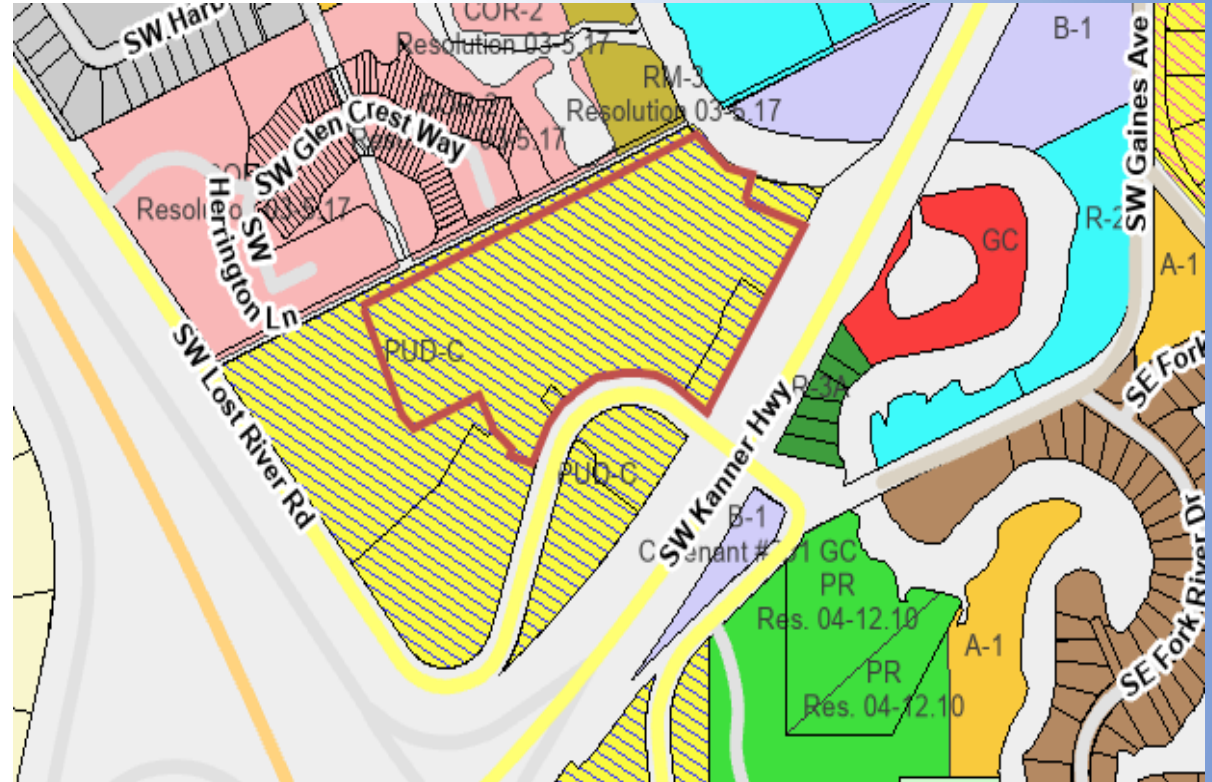 COR-2
Resolution 03-5.17
SW Harb
B-1
RM-3
Resolution 03-5.17
SW Gaines Ave
SW Glen Crest Way
03-5.17
SW Herrington Ln
R-2
GC
A-1
PUD-C
SW Lost River Rd
R-3A
SE Fork
PUD-C
SW Kanner Hwy
B-1
GC
PR
Res. 04-12.10
PR
Res. 04-12.10
A-1
SE Fork River Dr